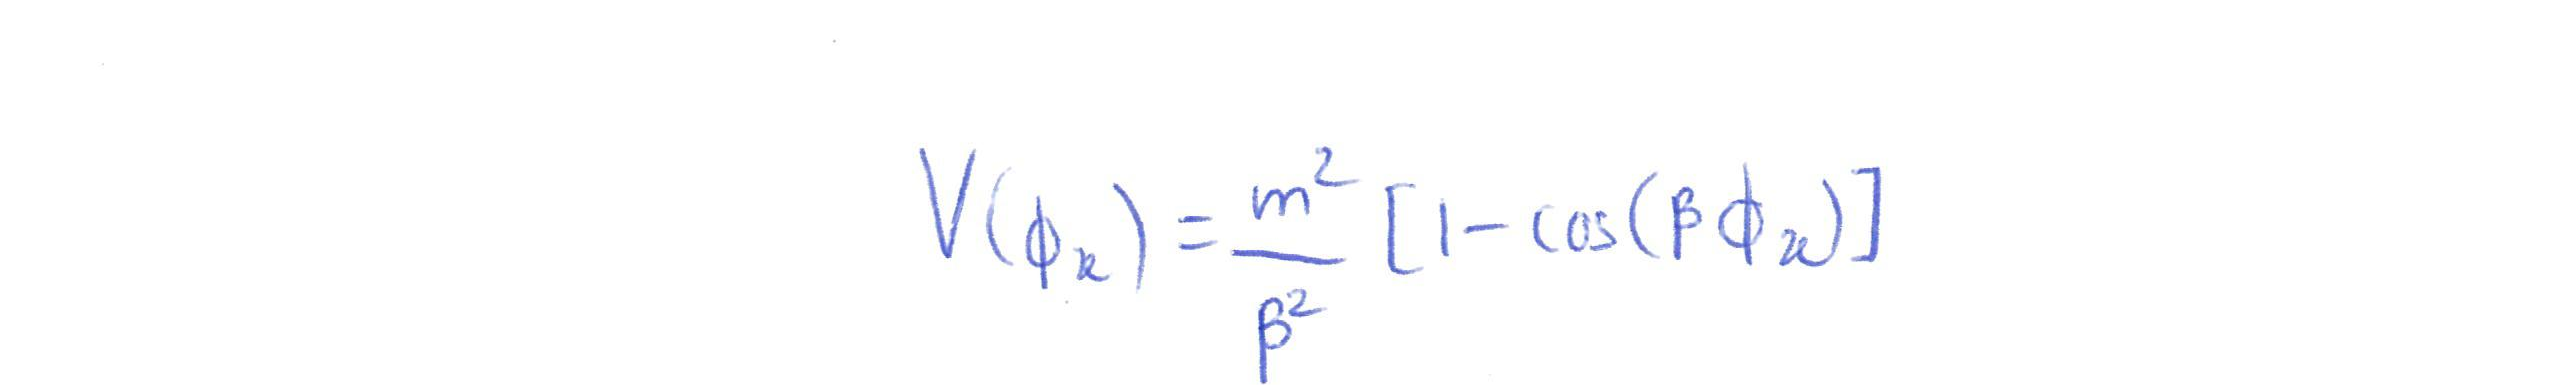 V(ϕₓ) = m²/β² [1 − cos(βϕₓ)]